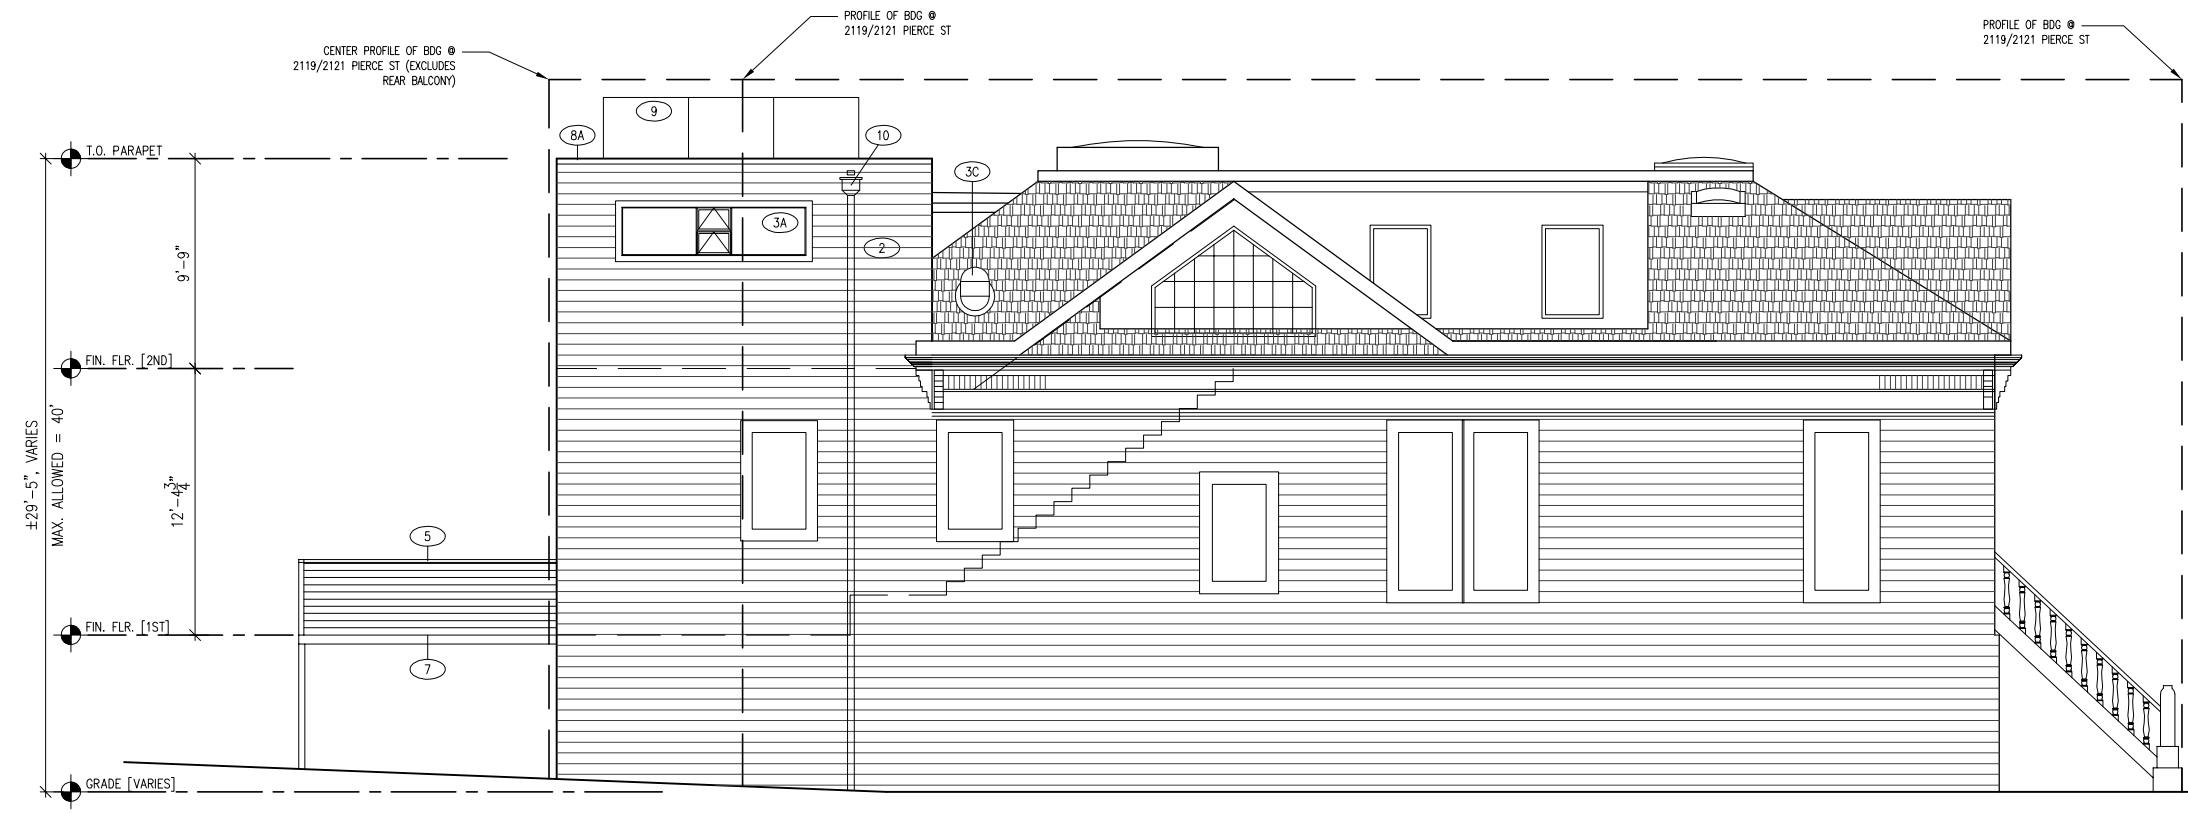 PROFILE OF BDG @
2119/2121 PIERCE ST
PROFILE OF BDG @
2119/2121 PIERCE ST
CENTER PROFILE OF BDG @
2119/2121 PIERCE ST (EXCLUDES
REAR BALCONY)
9
8A
10
T.O. PARAPET
3C
3A
2
9'-9"
FIN. FLR. [2ND]
±29'-5", VARIES
MAX. ALLOWED = 40'
12'-4 3/4"
5
FIN. FLR. [1ST]
7
GRADE [VARIES]